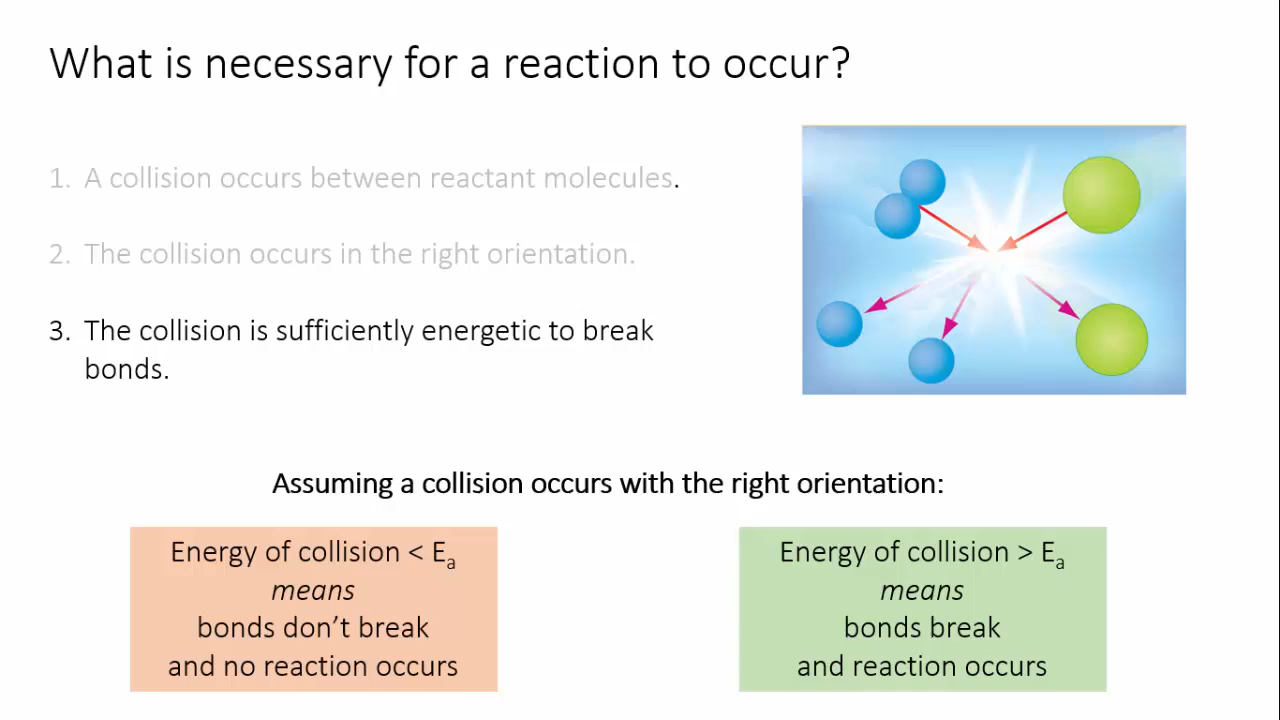 What is necessary for a reaction to occur?
1. A collision occurs between reactant molecules.
2. The collision occurs in the right orientation.
3. The collision is sufficiently energetic to break
bonds.
Assuming a collision occurs with the right orientation:
Energy of collision < Eₐ
means
bonds don’t break
and no reaction occurs
Energy of collision > Eₐ
means
bonds break
and reaction occurs